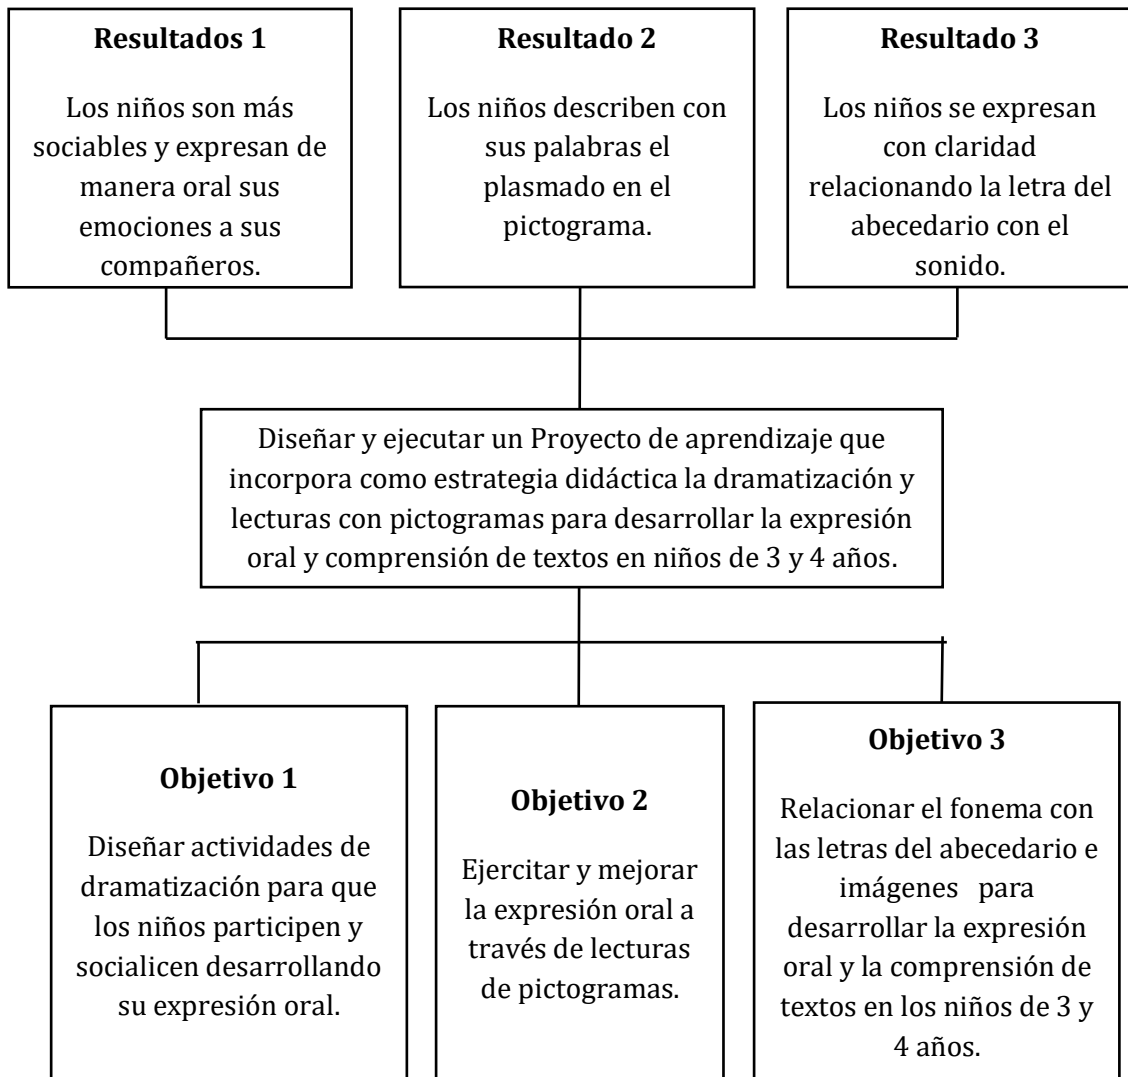 Resultados 1
Los niños son más
sociables y expresan de
manera oral sus
emociones a sus
compañeros.
Resultado 2
Los niños describen con
sus palabras el
plasmado en el
pictograma.
Resultado 3
Los niños se expresan
con claridad
relacionando la letra del
abecedario con el
sonido.
Diseñar y ejecutar un Proyecto de aprendizaje que
incorpora como estrategia didáctica la dramatización y
lecturas con pictogramas para desarrollar la expresión
oral y comprensión de textos en niños de 3 y 4 años.
Objetivo 1
Diseñar actividades de
dramatización para que
los niños participen y
socialicen desarrollando
su expresión oral.
Objetivo 2
Ejercitar y mejorar
la expresión oral a
través de lecturas
de pictogramas.
Objetivo 3
Relacionar el fonema con
las letras del abecedario e
imágenes para
desarrollar la expresión
oral y la comprensión de
textos en los niños de 3 y
4 años.